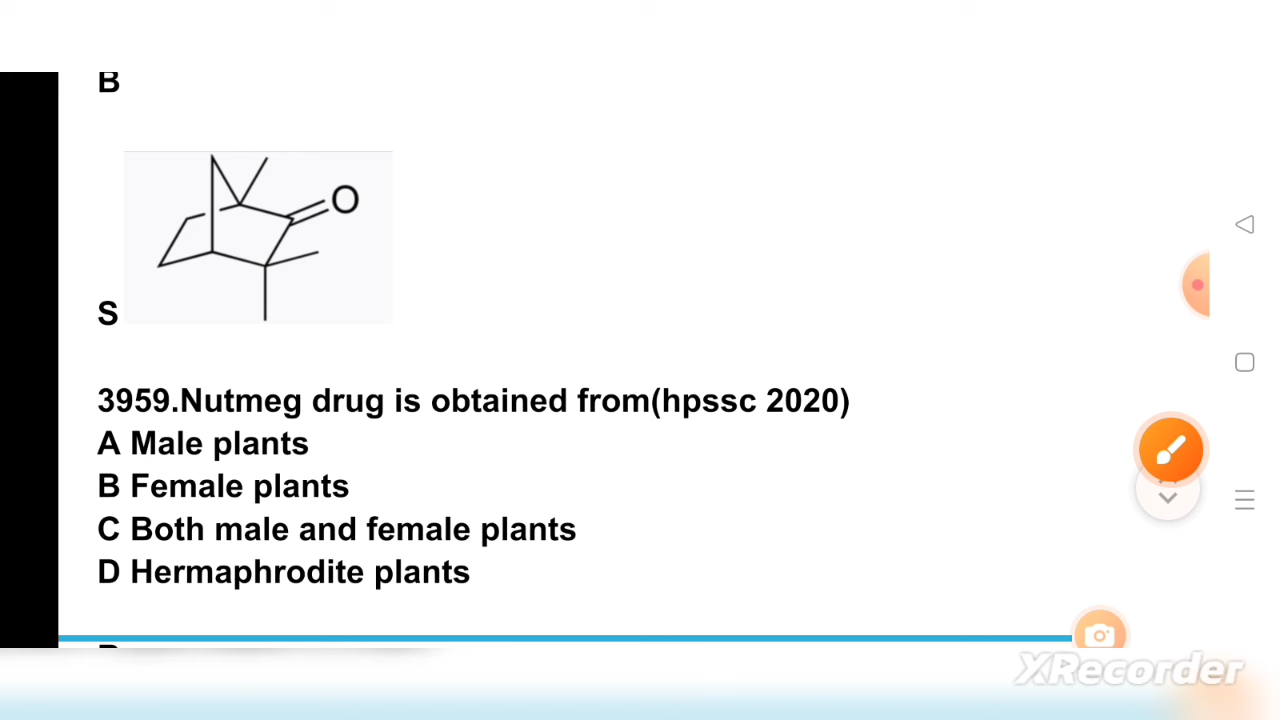 B
O
S
3959.Nutmeg drug is obtained from(hpssc 2020)
A Male plants
B Female plants
C Both male and female plants
D Hermaphrodite plants
XRecorder